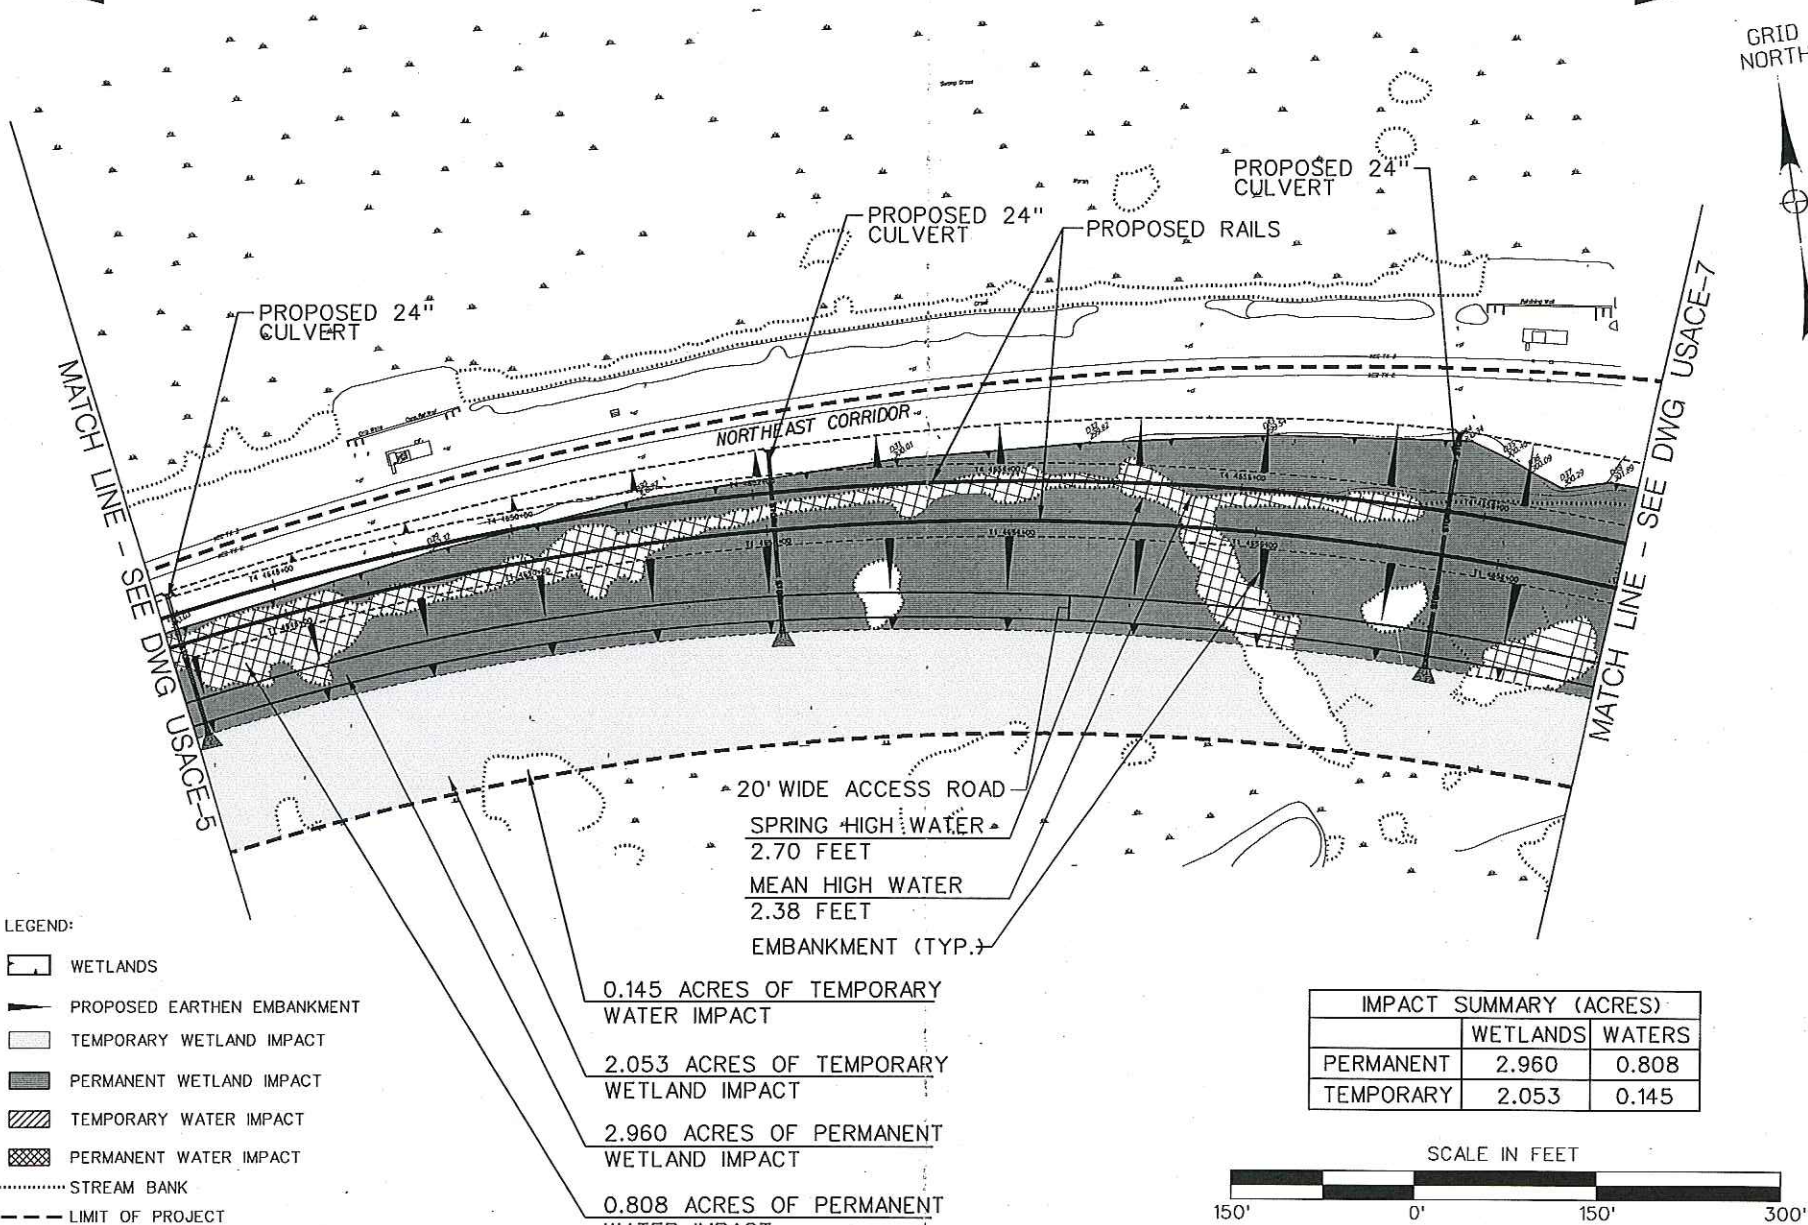 GRID
NORTH
PROPOSED 24"
CULVERT
PROPOSED 24"
CULVERT
PROPOSED RAILS
PROPOSED 24"
CULVERT
MATCH LINE - SEE DWG USACE-5
MATCH LINE - SEE DWG USACE-7
NORTHEAST CORRIDOR
20' WIDE ACCESS ROAD
SPRING HIGH WATER
2.70 FEET
MEAN HIGH WATER
2.38 FEET
EMBANKMENT (TYP.)
0.145 ACRES OF TEMPORARY
WATER IMPACT
2.053 ACRES OF TEMPORARY
WETLAND IMPACT
2.960 ACRES OF PERMANENT
WETLAND IMPACT
0.808 ACRES OF PERMANENT
WATER IMPACT
LEGEND:
WETLANDS
PROPOSED EARTHEN EMBANKMENT
TEMPORARY WETLAND IMPACT
PERMANENT WETLAND IMPACT
TEMPORARY WATER IMPACT
PERMANENT WATER IMPACT
STREAM BANK
LIMIT OF PROJECT
IMPACT SUMMARY (ACRES)
WETLANDS WATERS
PERMANENT 2.960 0.808
TEMPORARY 2.053 0.145
SCALE IN FEET
150' 0' 150' 300'